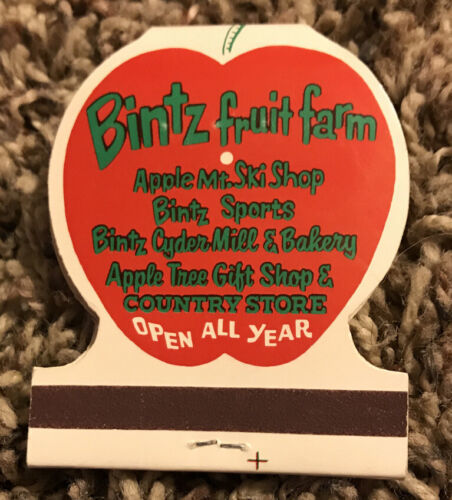 Bintz fruit farm
Apple Mt. Ski Shop
Bintz Sports
Bintz Cyder Mill & Bakery
Apple Tree Gift Shop &
COUNTRY STORE
OPEN ALL YEAR